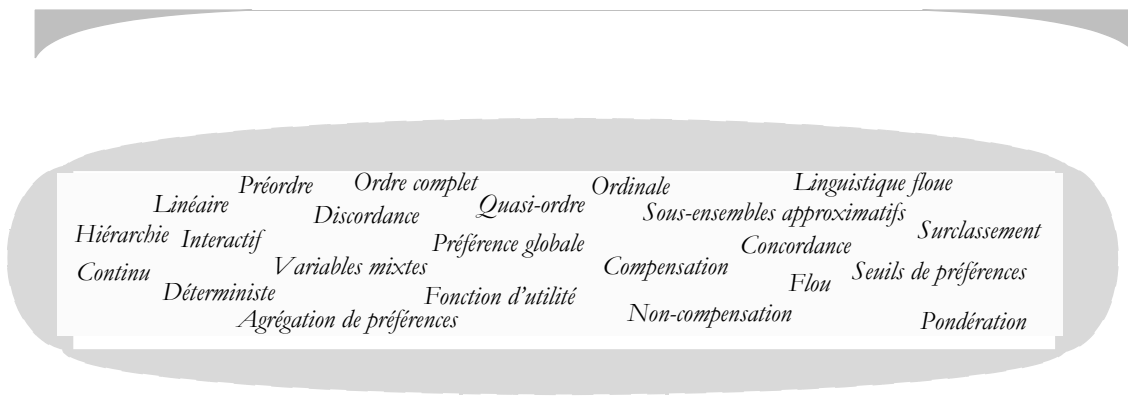 Préordre
Ordre complet
Ordinale
Linguistique floue
Linéaire
Discordance
Quasi-ordre
Sous-ensembles approximatifs
Hiérarchie
Interactif
Préférence globale
Concordance
Surclassement
Continu
Variables mixtes
Compensation
Flou
Seuils de préférences
Déterministe
Fonction d’utilité
Agrégation de préférences
Non-compensation
Pondération